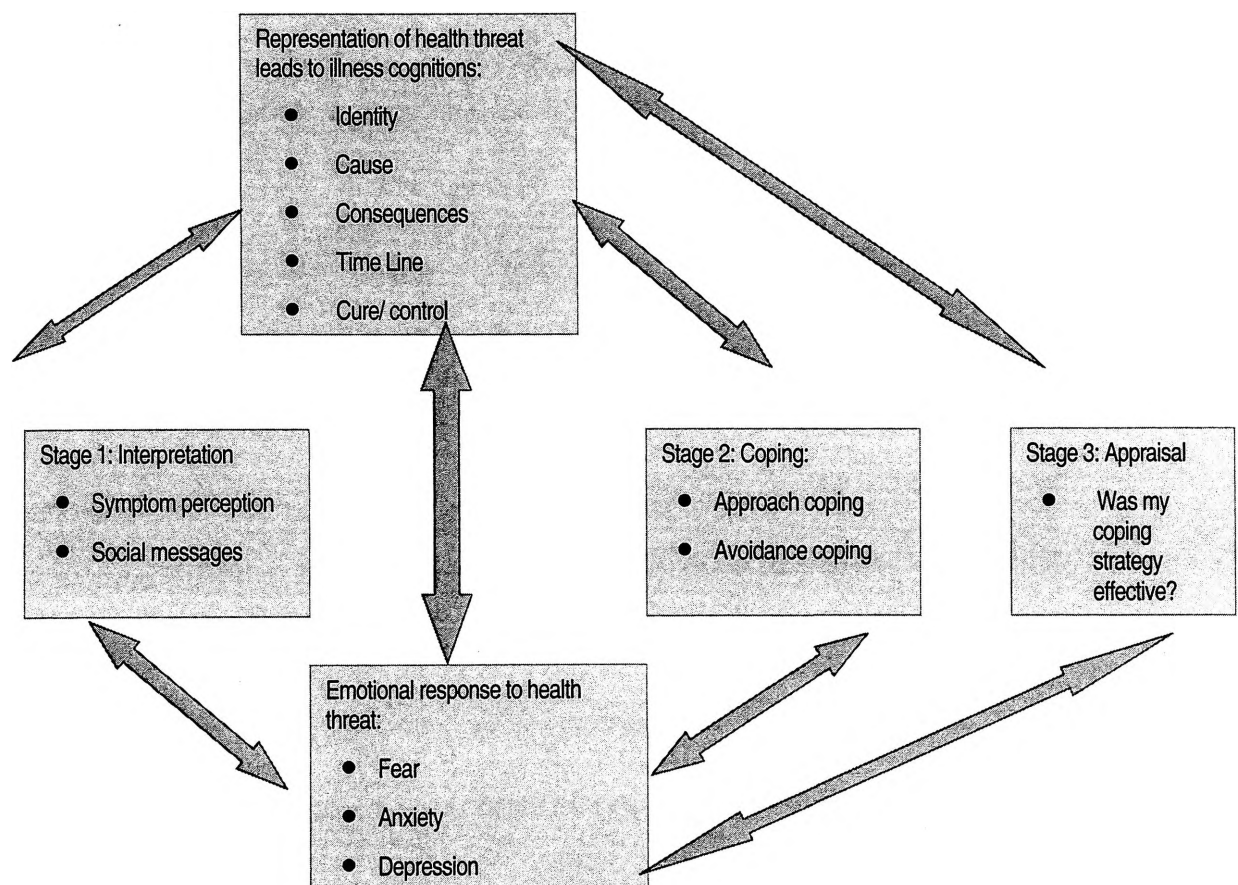 Representation of health threat
leads to illness cognitions:
● Identity
● Cause
● Consequences
● Time Line
● Cure/ control
Stage 1: Interpretation
● Symptom perception
● Social messages
Stage 2: Coping:
● Approach coping
● Avoidance coping
Stage 3: Appraisal
● Was my
coping
strategy
effective?
Emotional response to health
threat:
● Fear
● Anxiety
● Depression